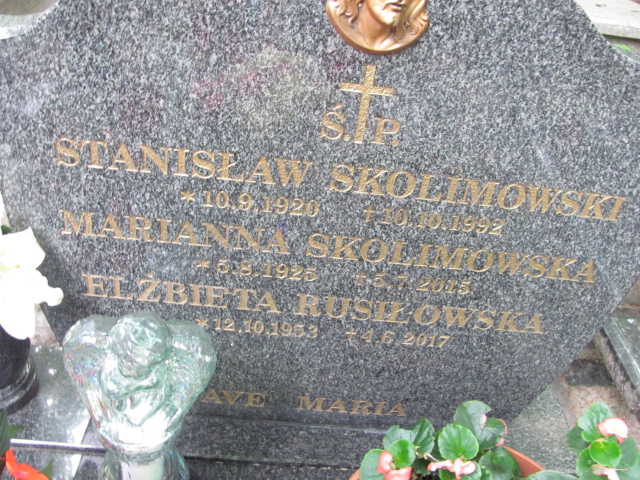 Ś. P.
STANISŁAW SKOLIMOWSKI
*10.9.1920 †10.10.1992
MARIANNA SKOLIMOWSKA
*5.8.1925 †5.7.2015
ELŻBIETA RUSIŁOWSKA
*12.10.1953 †4.6.2017
AVE MARIA